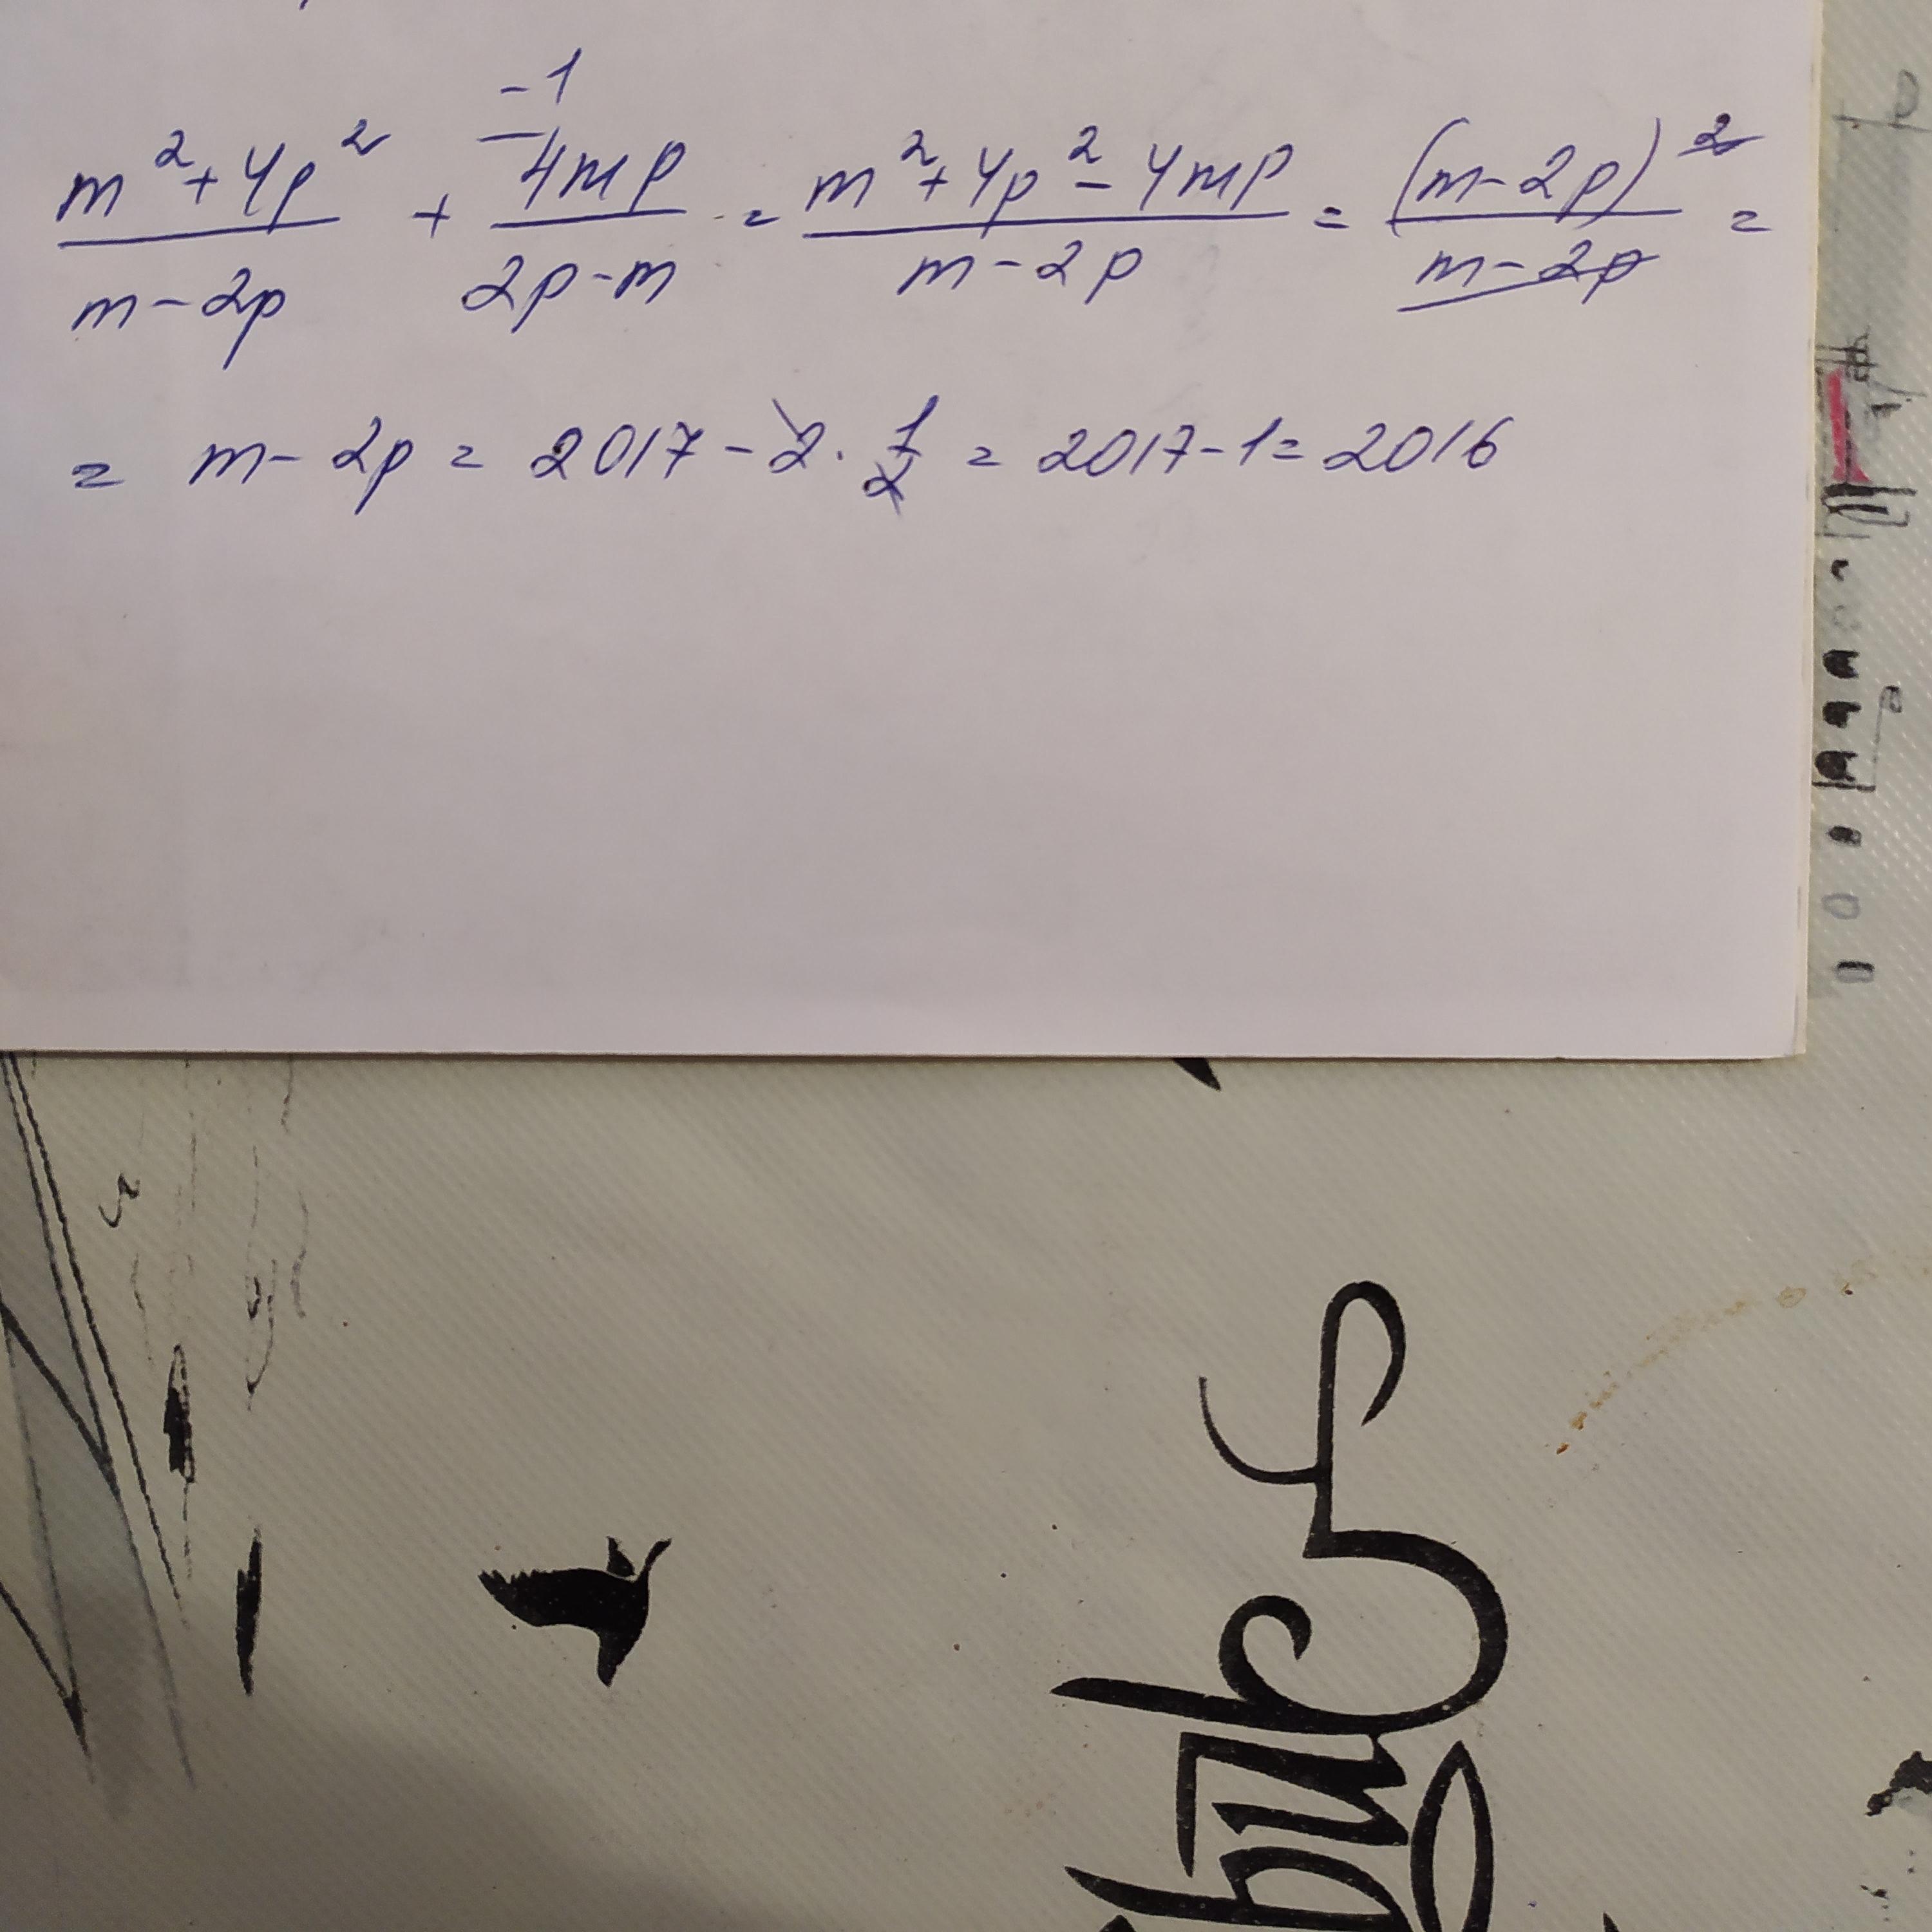 -1
m²+4p²/m-2p + 4mp/2p-m = m²+4p²-4mp/m-2p = (m-2p)²/m-2p =
= m-2p = 2017-2·1/2 = 2017-1=2016